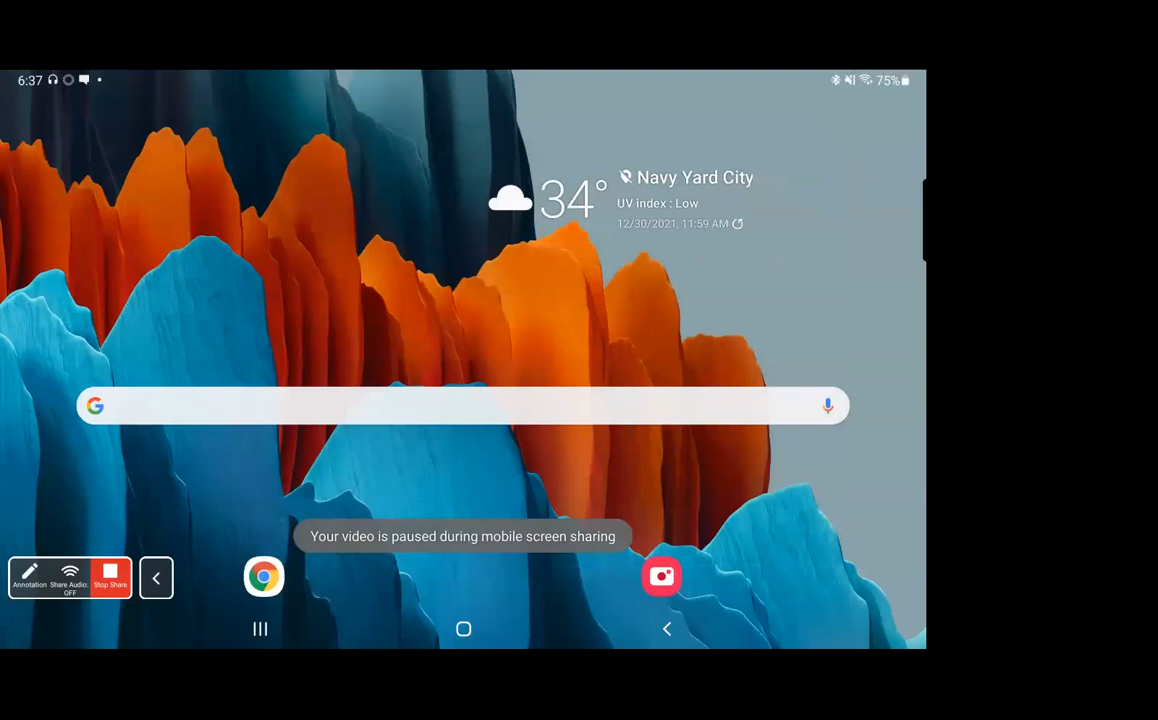 6:37
75%
34°
Navy Yard City
UV index : Low
12/30/2021, 11:59 AM
Your video is paused during mobile screen sharing
Annotation
Share Audio: OFF
Stop Share